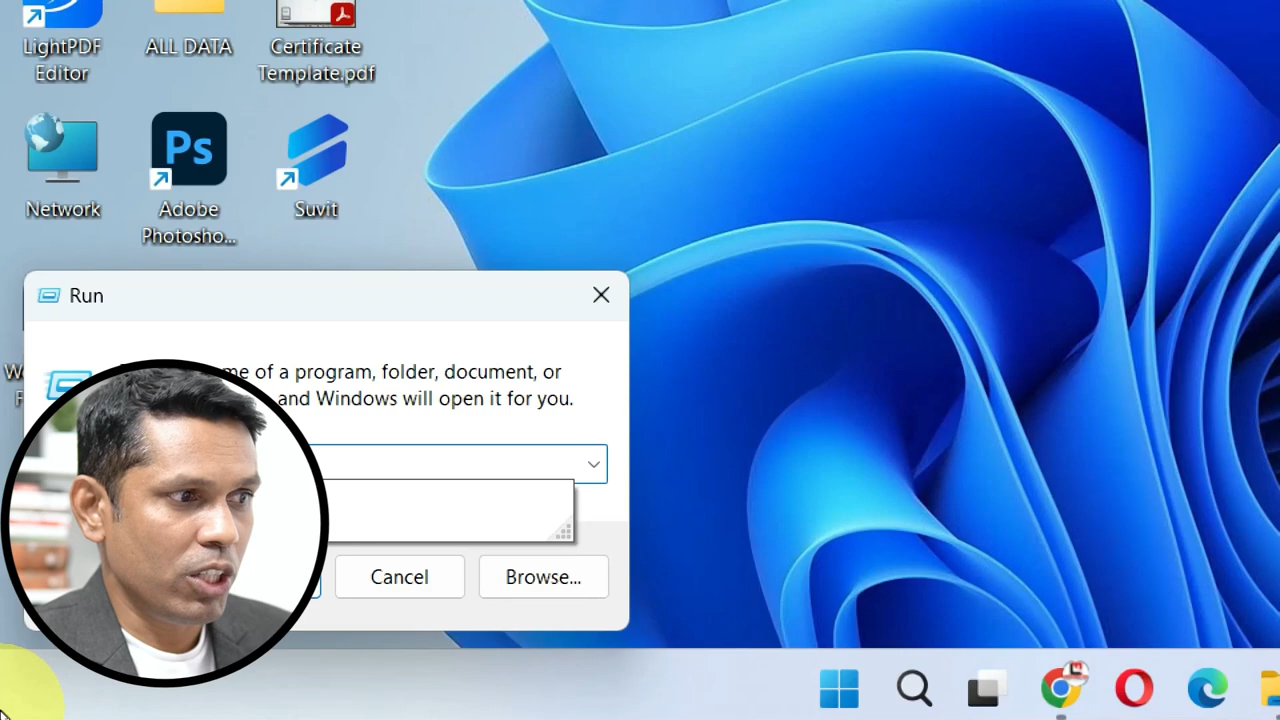 LightPDF
Editor
ALL DATA
Certificate
Template.pdf
Ps
Network
Adobe
Photosho...
Suvit
Run
of a program, folder, document, or
and Windows will open it for you.
Cancel
Browse...